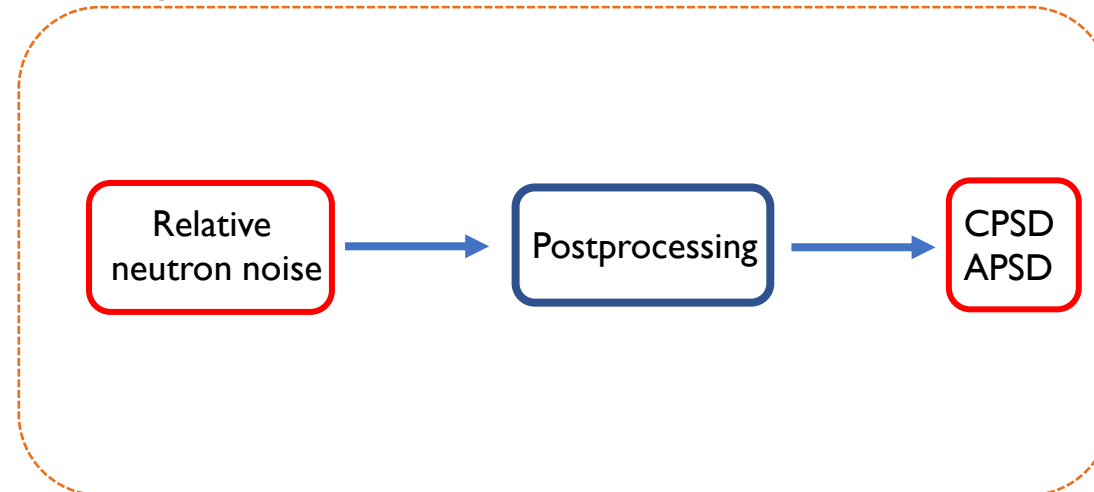 Relative
neutron noise
Postprocessing
CPSD
APSD